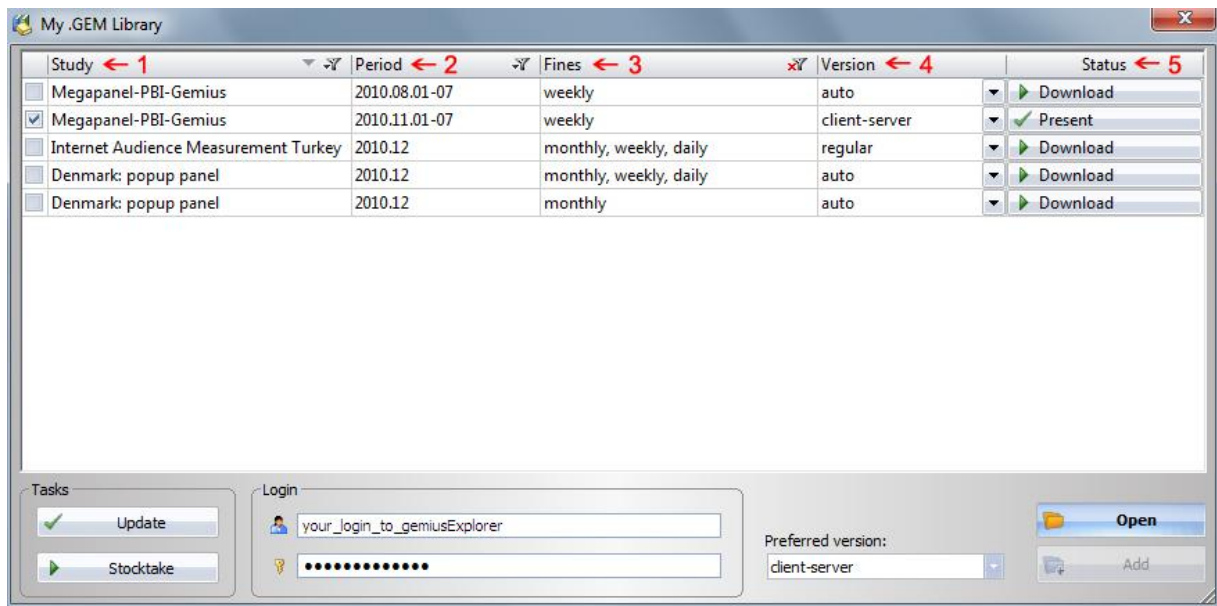 My .GEM Library
Study ← 1 Period ← 2 Fines ← 3 Version ← 4 Status ← 5
Megapanel-PBI-Gemius 2010.08.01-07 weekly auto Download
Megapanel-PBI-Gemius 2010.11.01-07 weekly client-server Present
Internet Audience Measurement Turkey 2010.12 monthly, weekly, daily regular Download
Denmark: popup panel 2010.12 monthly, weekly, daily auto Download
Denmark: popup panel 2010.12 monthly auto Download
Tasks
Update
Stocktake
Login
your_login_to_gemiusExplorer
•••••••••••••
Preferred version:
client-server
Open
Add